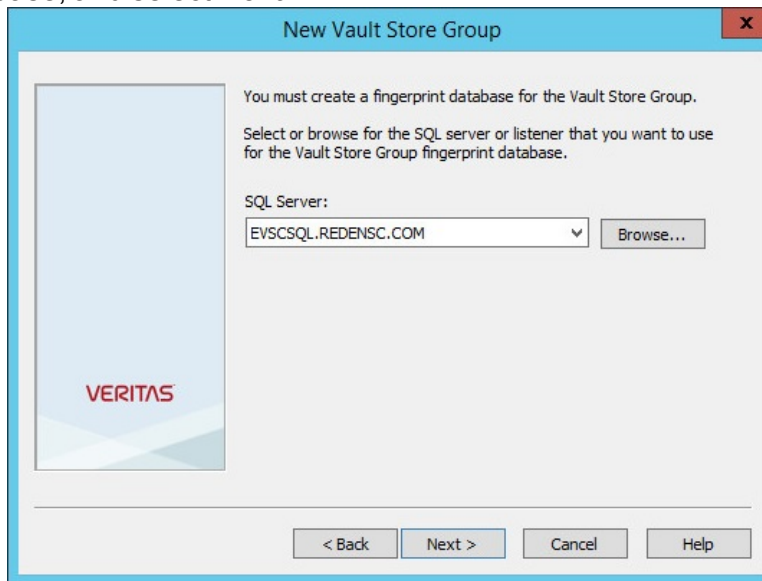 New Vault Store Group
x
You must create a fingerprint database for the Vault Store Group.
Select or browse for the SQL server or listener that you want to use
for the Vault Store Group fingerprint database.
SQL Server:
EVSCSQL.REDENSC.COM
Browse...
VERITAS
< Back
Next >
Cancel
Help